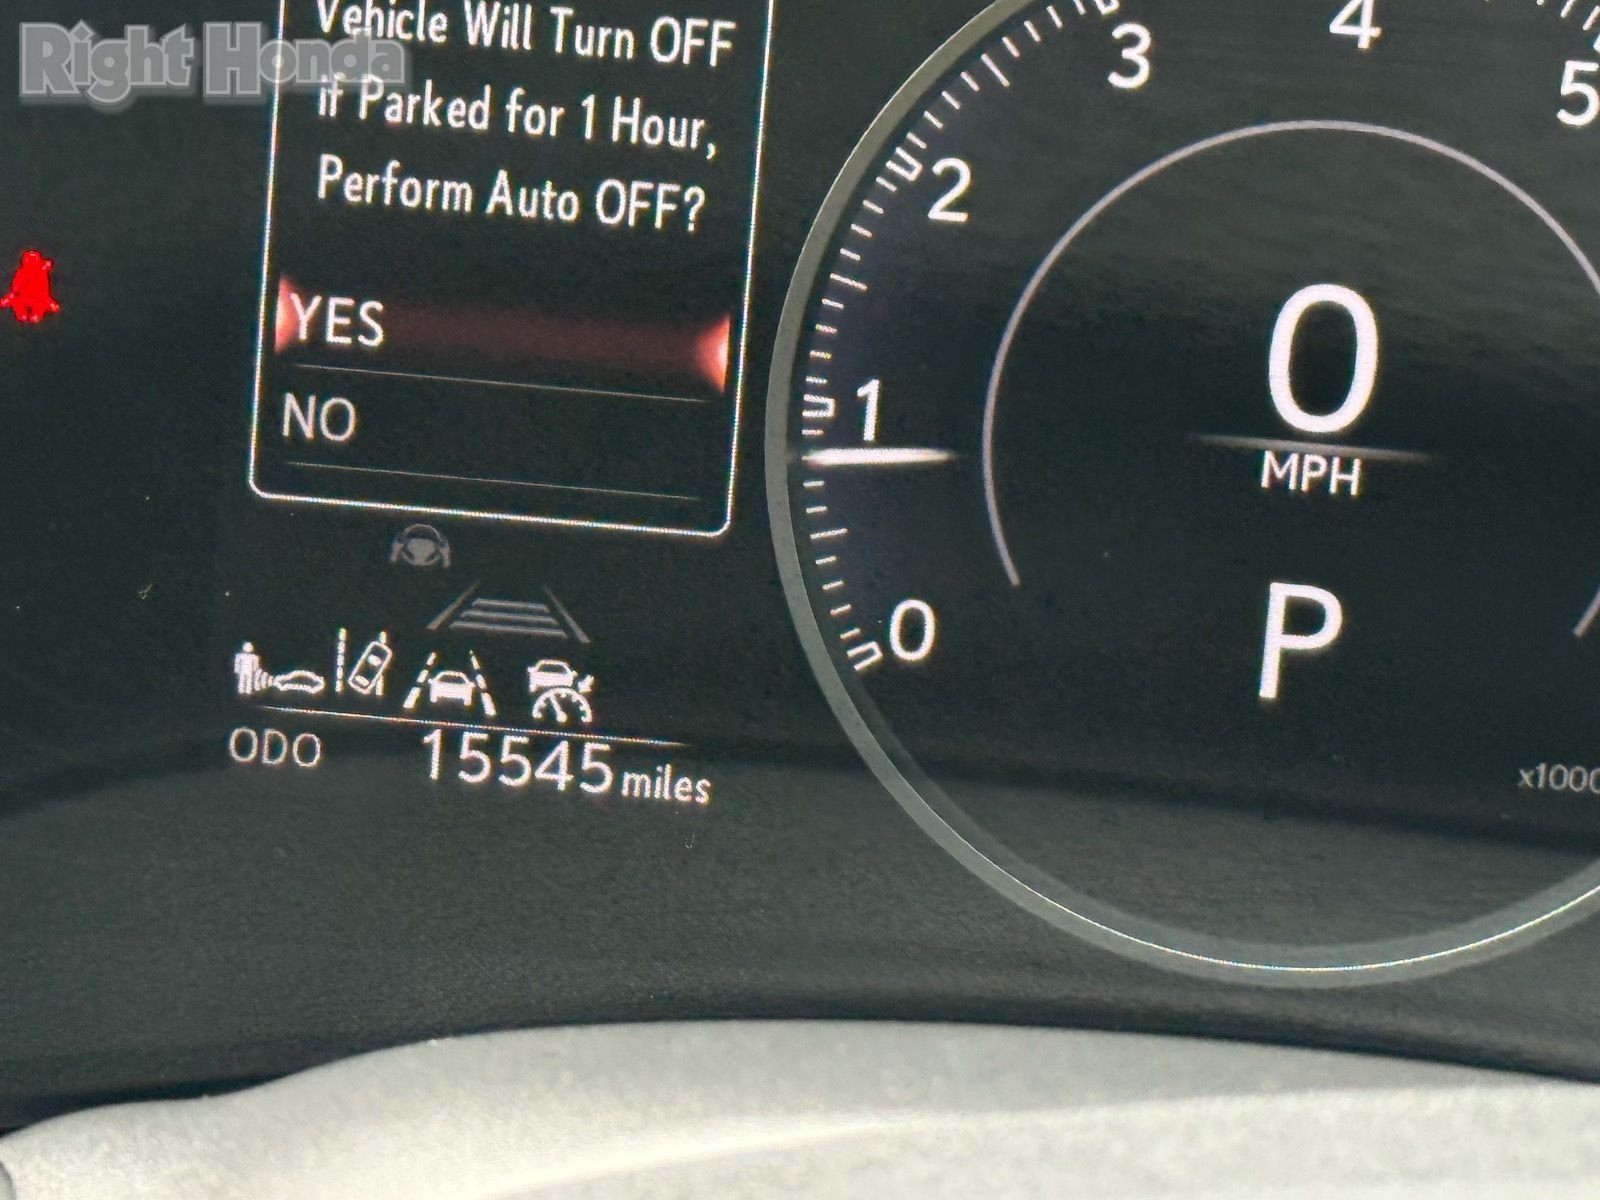 Right Honda
Vehicle Will Turn OFF
if Parked for 1 Hour,
Perform Auto OFF?
YES
NO
ODO 15545 miles
0
1
2
3
4
5
0
MPH
P
x1000